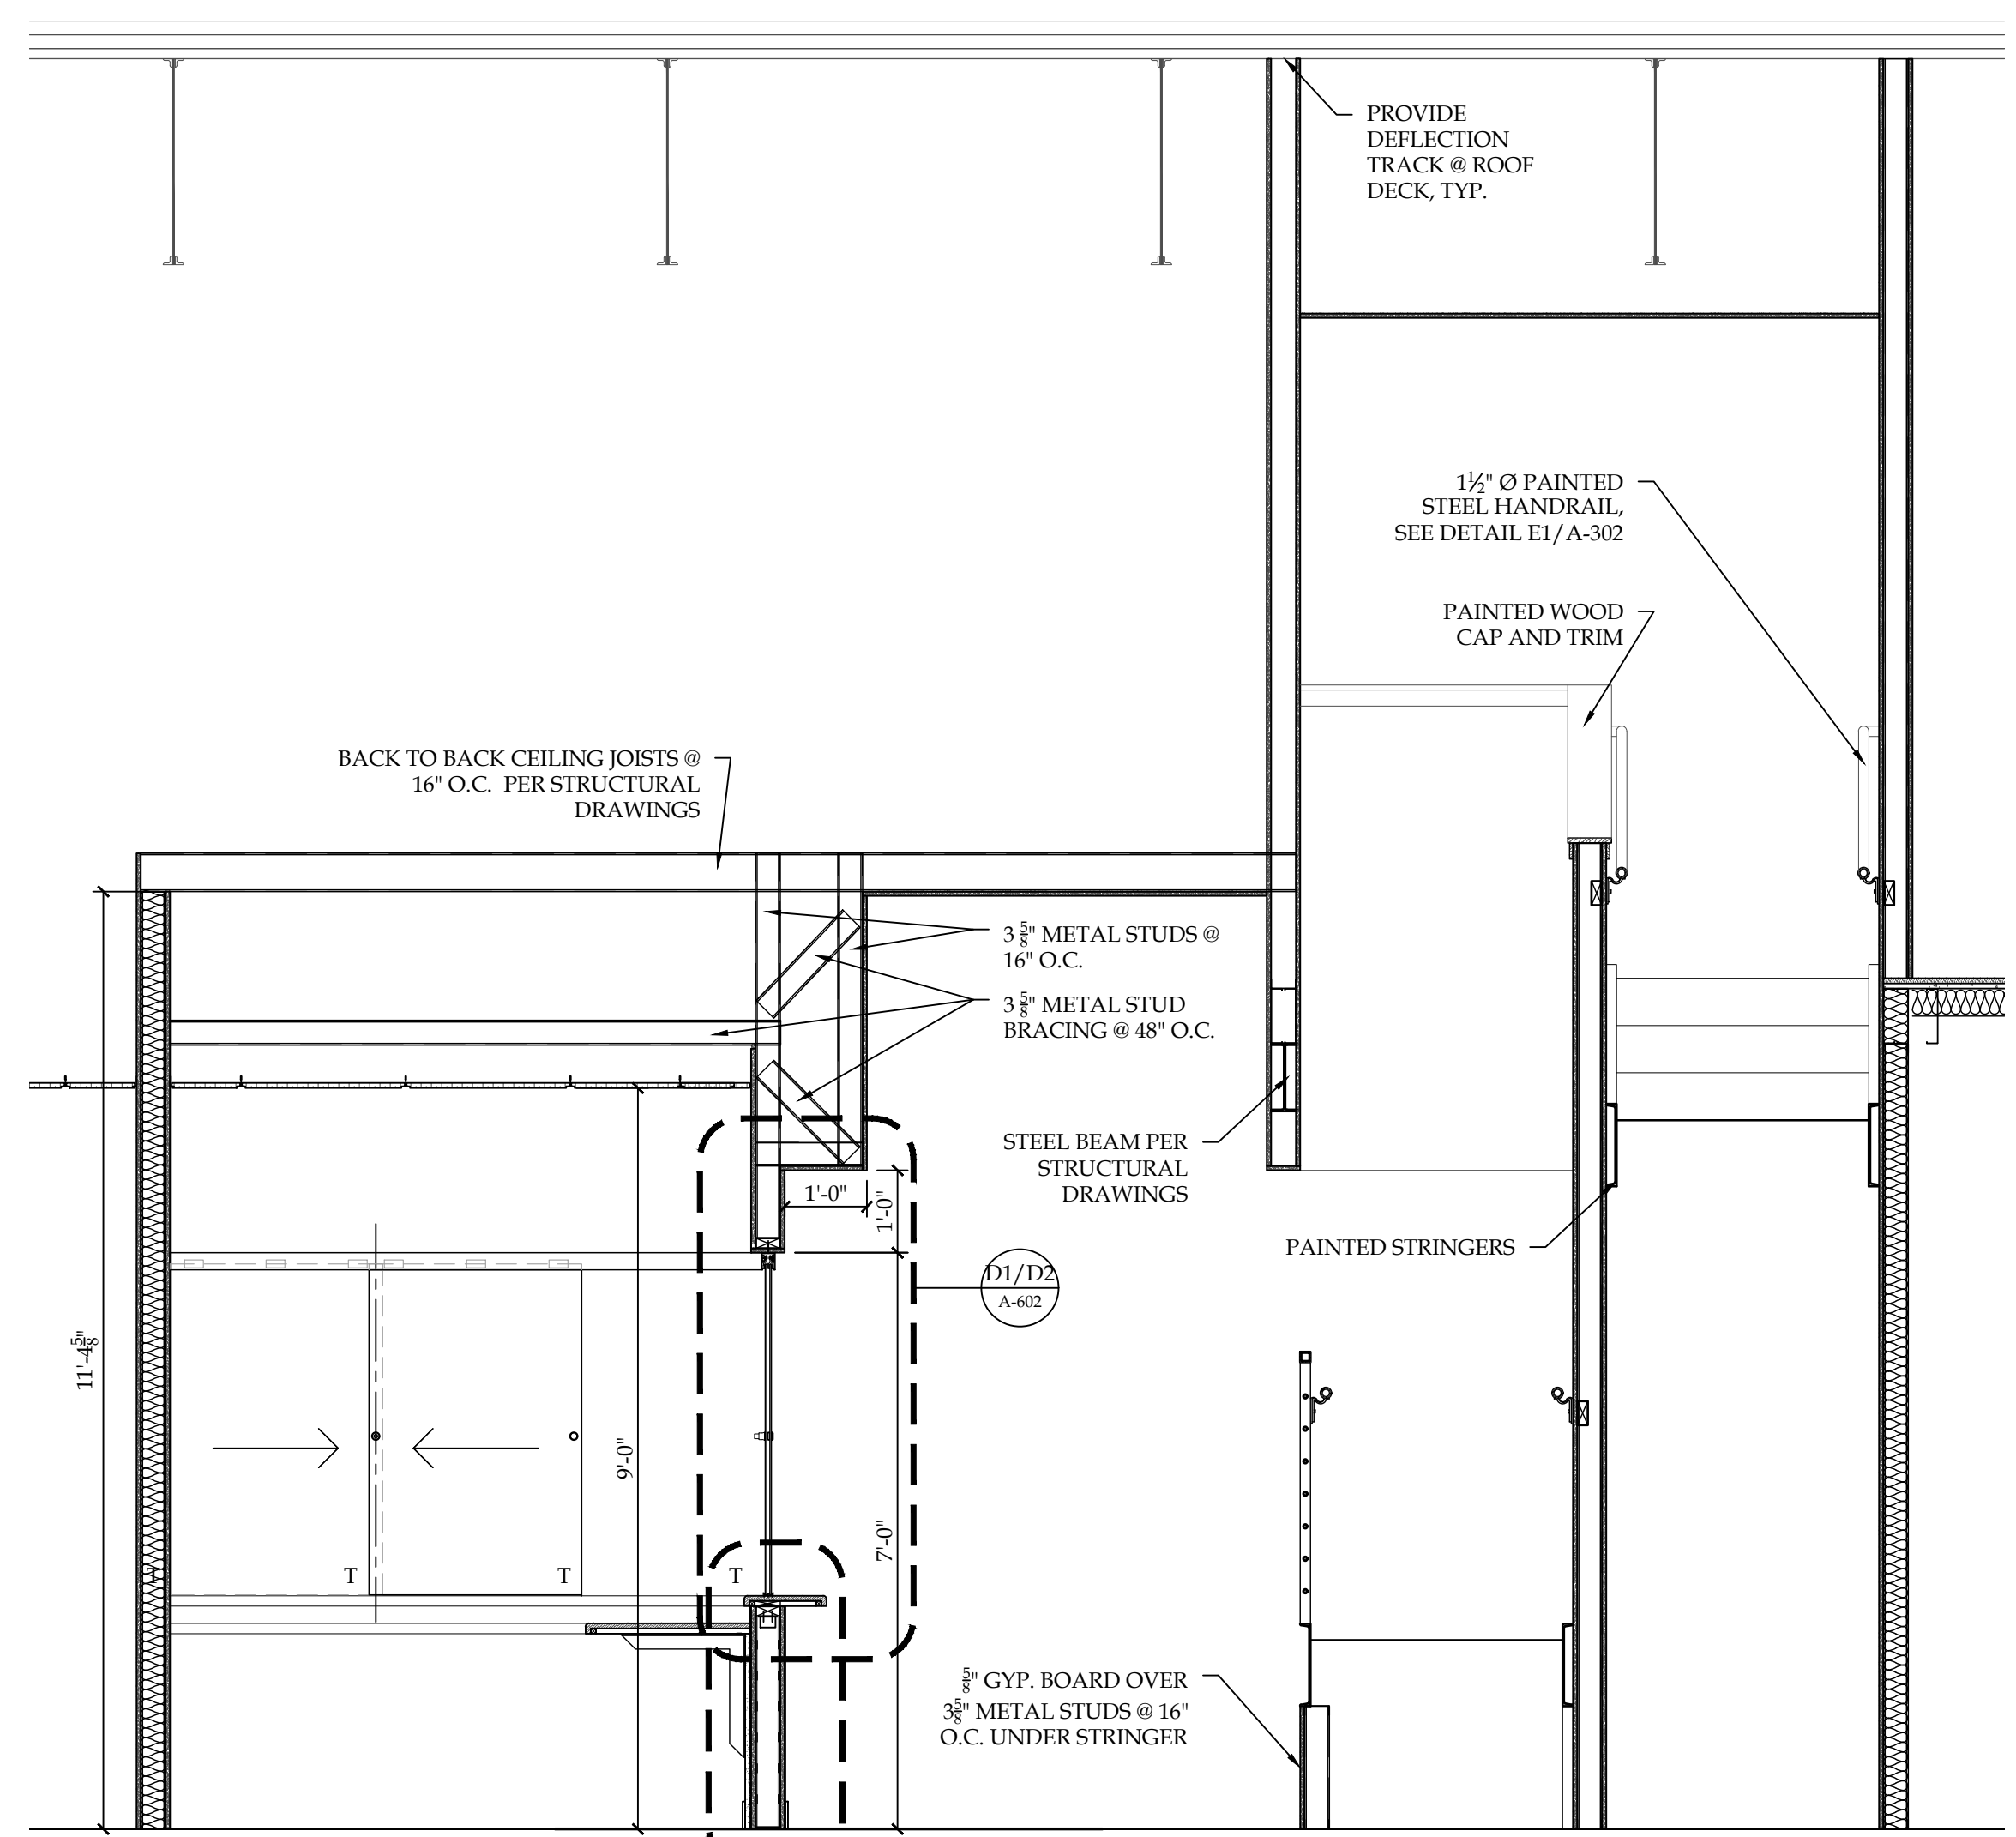 PROVIDE
DEFLECTION
TRACK @ ROOF
DECK, TYP.
1½" Ø PAINTED
STEEL HANDRAIL,
SEE DETAIL E1/A-302
PAINTED WOOD
CAP AND TRIM
BACK TO BACK CEILING JOISTS @
16" O.C. PER STRUCTURAL
DRAWINGS
3 5/8" METAL STUDS @
16" O.C.
3 5/8" METAL STUD
BRACING @ 48" O.C.
STEEL BEAM PER
STRUCTURAL
DRAWINGS
1'-0"
1'-0"
PAINTED STRINGERS
D1/D2
A-602
11'-4 5/8"
9'-0"
7'-0"
T
T
T
T
5/8" GYP. BOARD OVER
3 5/8" METAL STUDS @ 16"
O.C. UNDER STRINGER